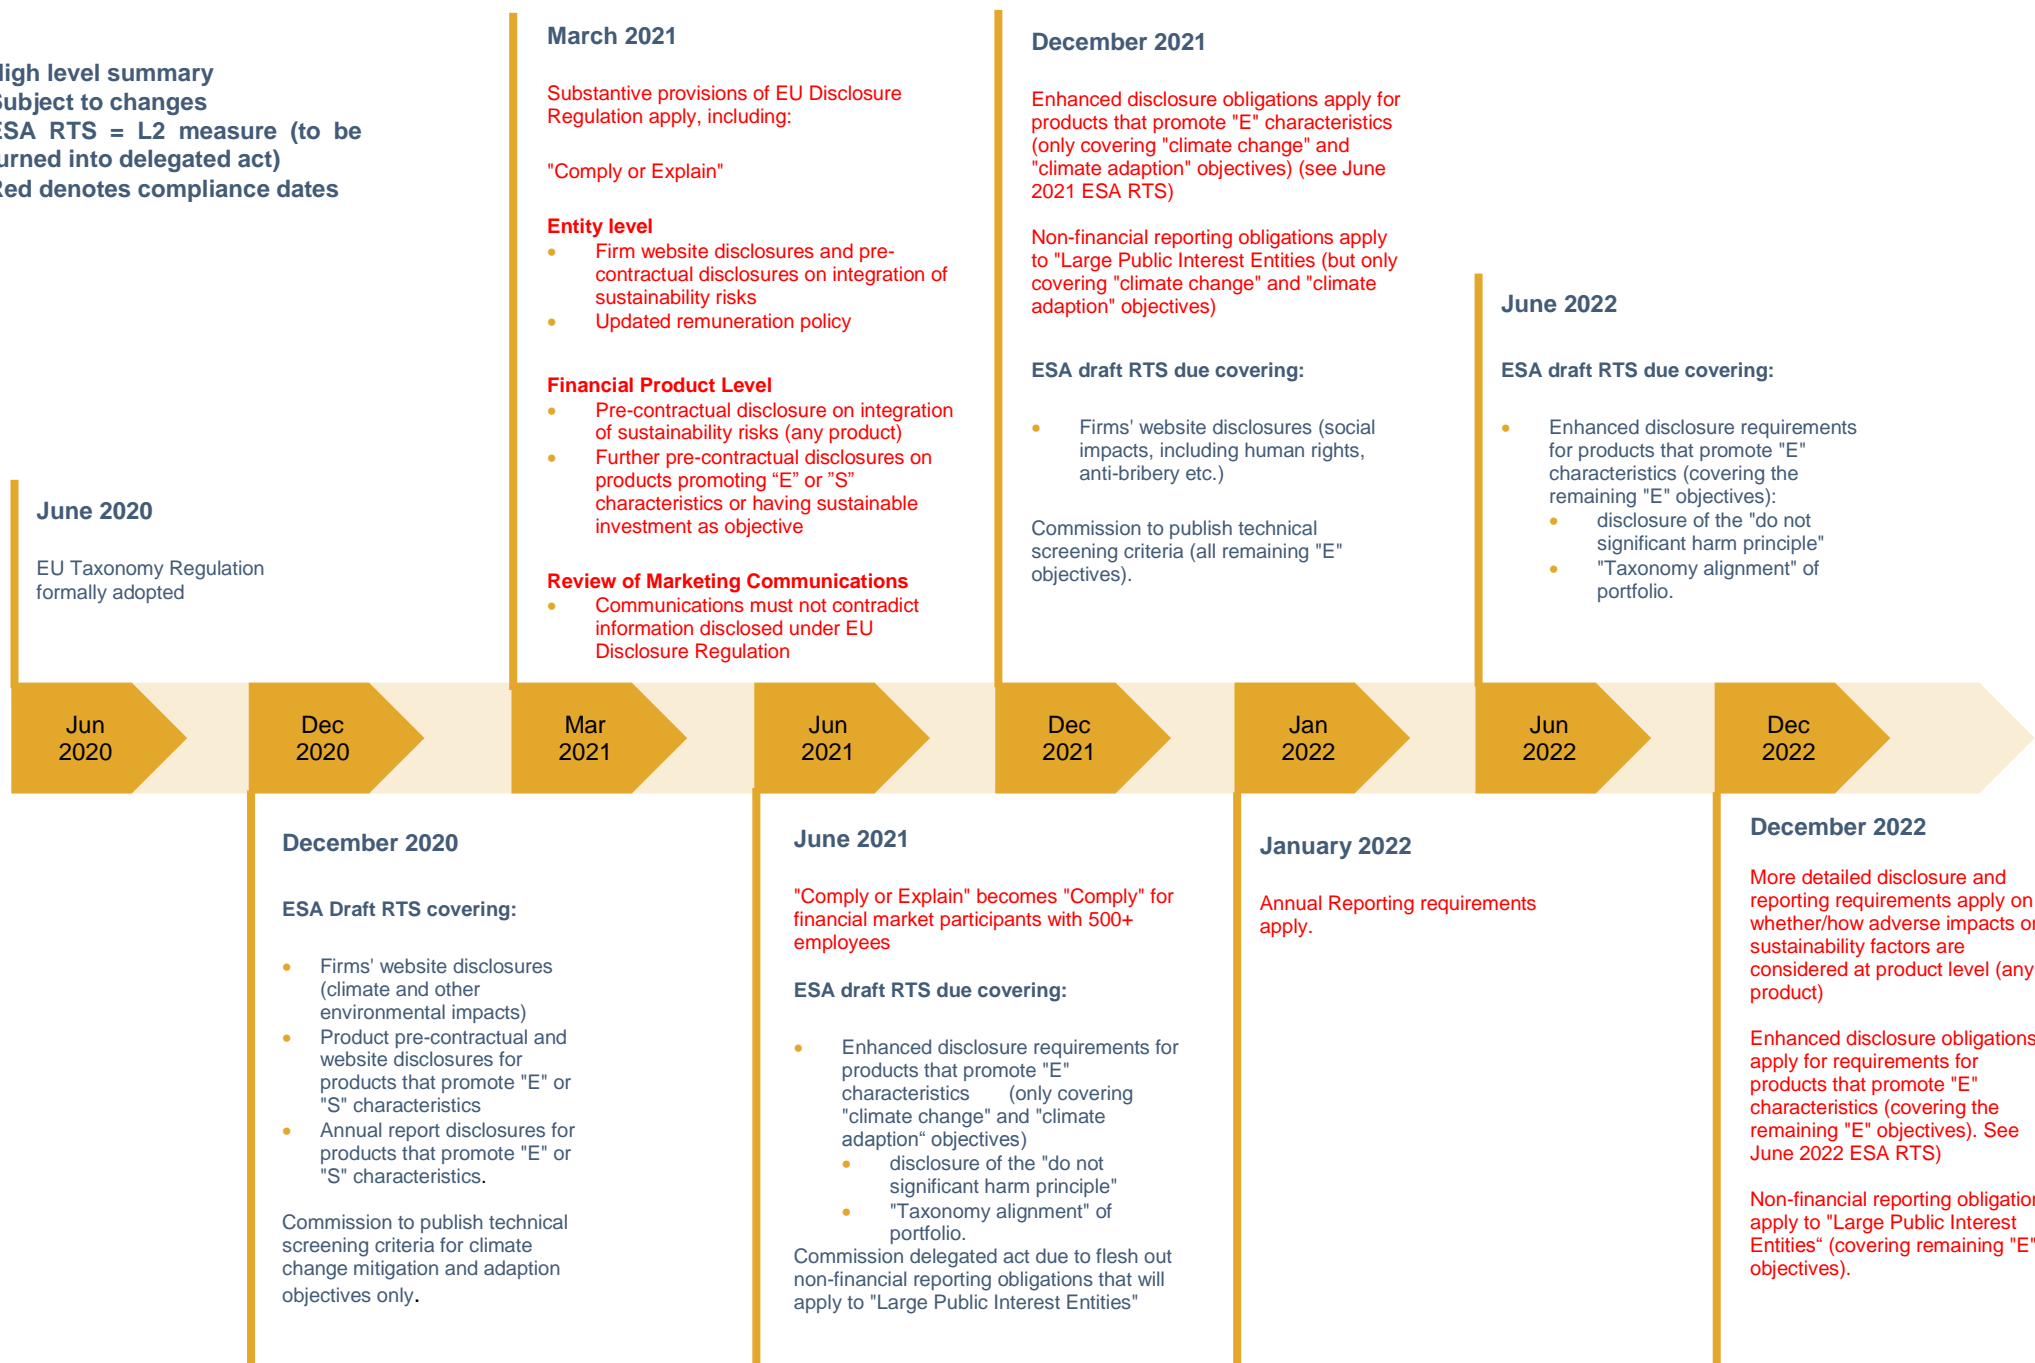 High level summary
Subject to changes
ESA RTS = L2 measure (to be
turned into delegated act)
Red denotes compliance dates
March 2021
Substantive provisions of EU Disclosure
Regulation apply, including:
"Comply or Explain"
Entity level
• Firm website disclosures and pre-
contractual disclosures on integration of
sustainability risks
• Updated remuneration policy
Financial Product Level
• Pre-contractual disclosure on integration
of sustainability risks (any product)
• Further pre-contractual disclosures on
products promoting “E” or ”S”
characteristics or having sustainable
investment as objective
Review of Marketing Communications
• Communications must not contradict
information disclosed under EU
Disclosure Regulation
December 2021
Enhanced disclosure obligations apply for
products that promote "E" characteristics
(only covering "climate change" and
"climate adaption" objectives) (see June
2021 ESA RTS)
Non-financial reporting obligations apply
to "Large Public Interest Entities (but only
covering "climate change" and "climate
adaption" objectives)
ESA draft RTS due covering:
• Firms' website disclosures (social
impacts, including human rights,
anti-bribery etc.)
Commission to publish technical
screening criteria (all remaining "E"
objectives).
June 2022
ESA draft RTS due covering:
• Enhanced disclosure requirements
for products that promote "E"
characteristics (covering the
remaining "E" objectives):
• disclosure of the "do not
significant harm principle"
• "Taxonomy alignment" of
portfolio.
June 2020
EU Taxonomy Regulation
formally adopted
Jun
2020
Dec
2020
Mar
2021
Jun
2021
Dec
2021
Jan
2022
Jun
2022
Dec
2022
December 2020
ESA Draft RTS covering:
• Firms' website disclosures
(climate and other
environmental impacts)
• Product pre-contractual and
website disclosures for
products that promote "E" or
"S" characteristics
• Annual report disclosures for
products that promote "E" or
"S" characteristics.
Commission to publish technical
screening criteria for climate
change mitigation and adaption
objectives only.
June 2021
"Comply or Explain" becomes "Comply" for
financial market participants with 500+
employees
ESA draft RTS due covering:
• Enhanced disclosure requirements for
products that promote "E"
characteristics (only covering
"climate change" and "climate
adaption“ objectives)
• disclosure of the "do not
significant harm principle"
• "Taxonomy alignment" of
portfolio.
Commission delegated act due to flesh out
non-financial reporting obligations that will
apply to "Large Public Interest Entities"
January 2022
Annual Reporting requirements
apply.
December 2022
More detailed disclosure and
reporting requirements apply on
whether/how adverse impacts on
sustainability factors are
considered at product level (any
product)
Enhanced disclosure obligations
apply for requirements for
products that promote "E"
characteristics (covering the
remaining "E" objectives). See
June 2022 ESA RTS)
Non-financial reporting obligation
apply to "Large Public Interest
Entities“ (covering remaining "E"
objectives).